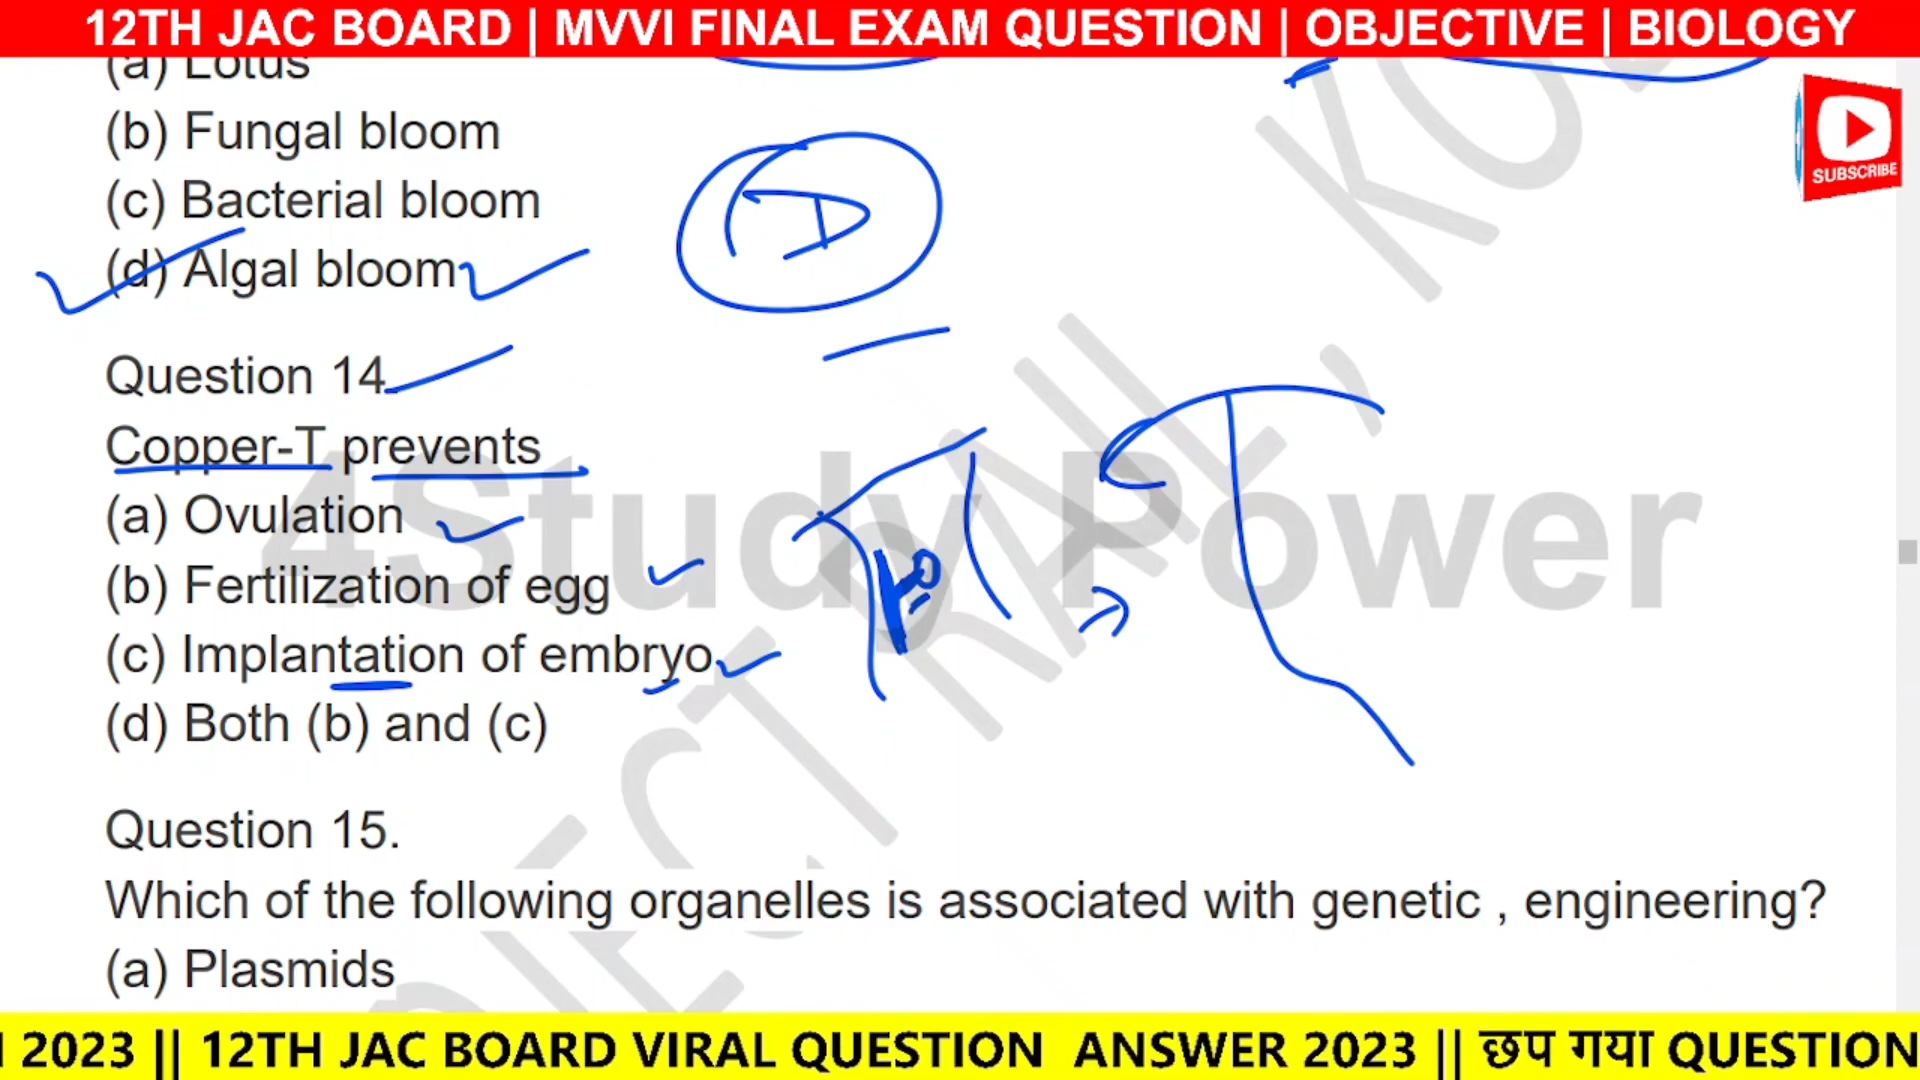 12TH JAC BOARD | MVVI FINAL EXAM QUESTION | OBJECTIVE | BIOLOGY
(a) Lotus
(b) Fungal bloom
(c) Bacterial bloom
(d) Algal bloom
D
SUBSCRIBE
Question 14.
Copper-T prevents
(a) Ovulation
(b) Fertilization of egg
(c) Implantation of embryo
(d) Both (b) and (c)
4Study Power
Question 15.
Which of the following organelles is associated with genetic , engineering?
(a) Plasmids
2023 || 12TH JAC BOARD VIRAL QUESTION ANSWER 2023 || छप गया QUESTION